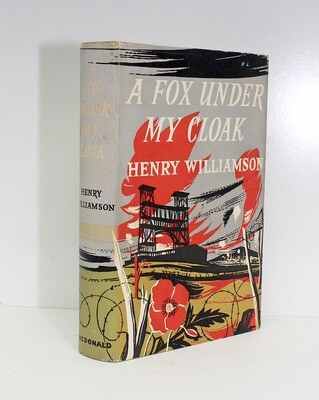 A FOX UNDER
MY CLOAK
HENRY WILLIAMSON
A
FOX
UNDER
MY
CLOAK
HENRY
WILLIAMSON
MACDONALD